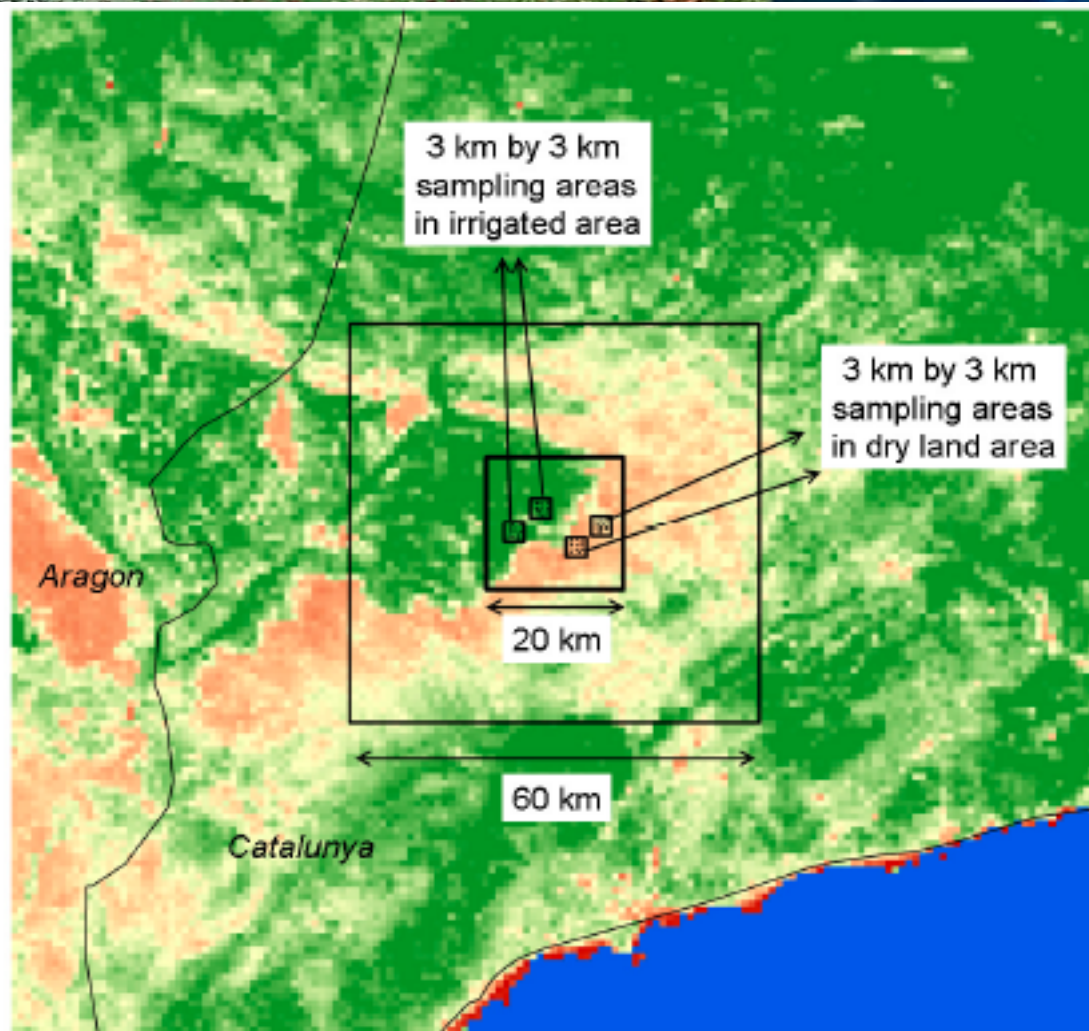 3 km by 3 km
sampling areas
in irrigated area
3 km by 3 km
sampling areas
in dry land area
Aragon
20 km
60 km
Catalunya